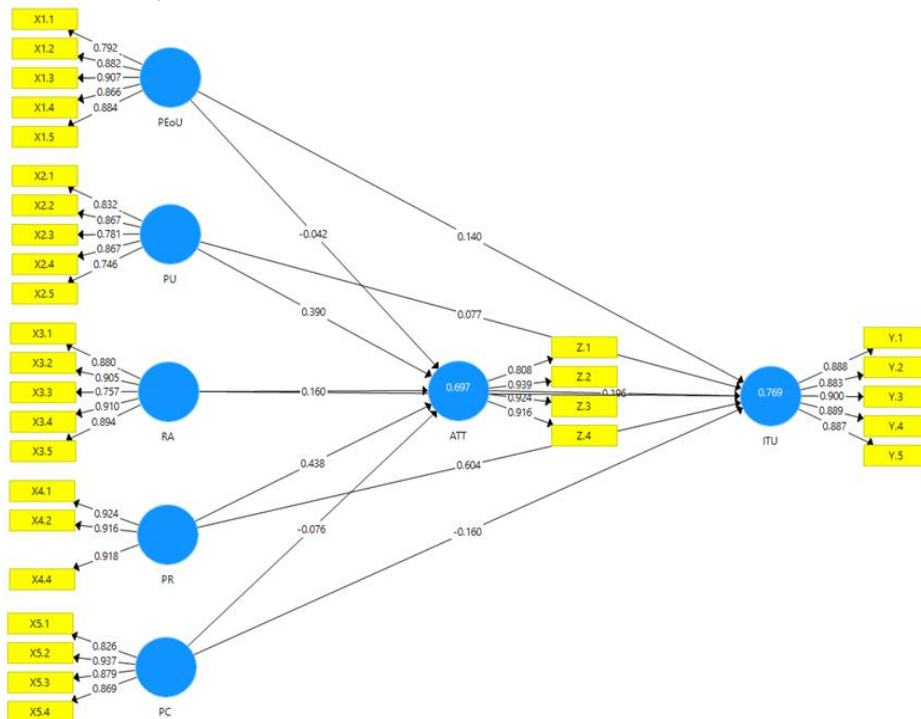 X1.1
X1.2
X1.3
X1.4
X1.5
0.792
0.882
0.907
0.866
0.884
PEoU
X2.1
X2.2
X2.3
X2.4
X2.5
0.832
0.867
0.781
0.867
0.746
PU
X3.1
X3.2
X3.3
X3.4
X3.5
0.880
0.905
0.757
0.910
0.894
RA
X4.1
X4.2
X4.4
0.924
0.916
0.918
PR
X5.1
X5.2
X5.3
X5.4
0.826
0.937
0.879
0.869
PC
-0.042
0.390
0.160
0.438
-0.076
0.140
0.077
0.196
0.604
-0.160
0.697
ATT
0.808
0.939
0.924
0.916
Z.1
Z.2
Z.3
Z.4
0.769
ITU
0.888
0.883
0.900
0.889
0.887
Y.1
Y.2
Y.3
Y.4
Y.5